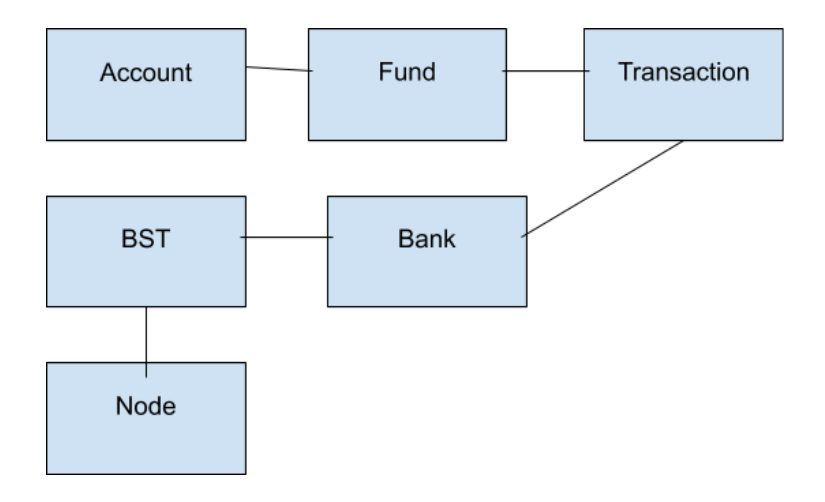 Account
Fund
Transaction
BST
Bank
Node